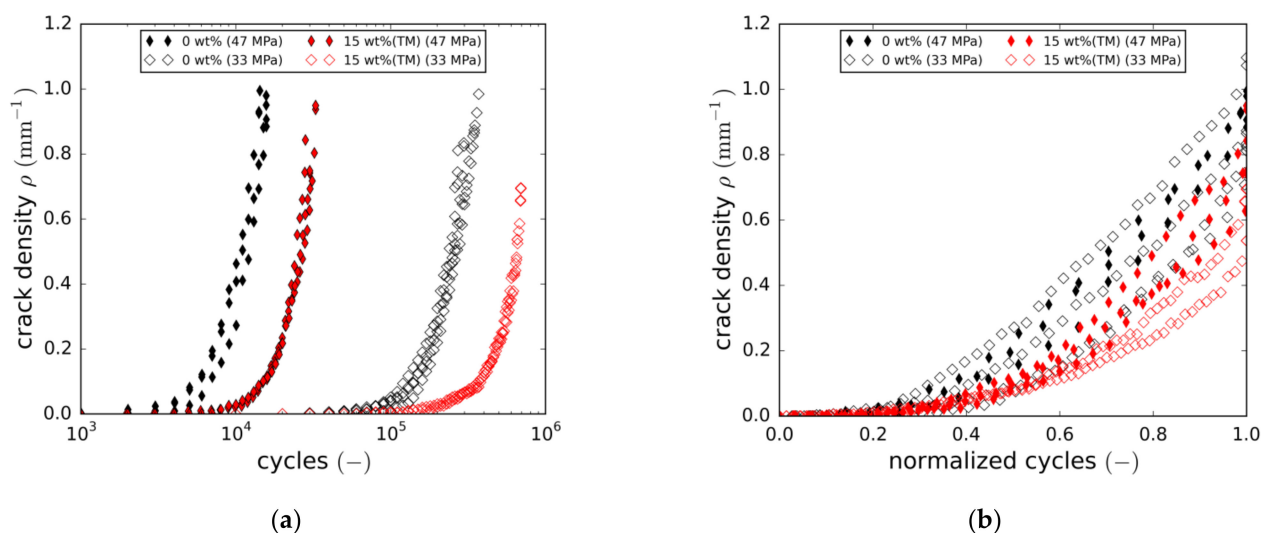 1.2
1.0
0.8
0.6
0.4
0.2
0.0
crack density ρ (mm⁻¹)
0 wt% (47 MPa)
0 wt% (33 MPa)
15 wt%(TM) (47 MPa)
15 wt%(TM) (33 MPa)
10³ 10⁴ 10⁵ 10⁶
cycles (−)
(a)
1.2
1.0
0.8
0.6
0.4
0.2
0.0
crack density ρ (mm⁻¹)
0 wt% (47 MPa)
0 wt% (33 MPa)
15 wt%(TM) (47 MPa)
15 wt%(TM) (33 MPa)
0.0 0.2 0.4 0.6 0.8 1.0
normalized cycles (−)
(b)